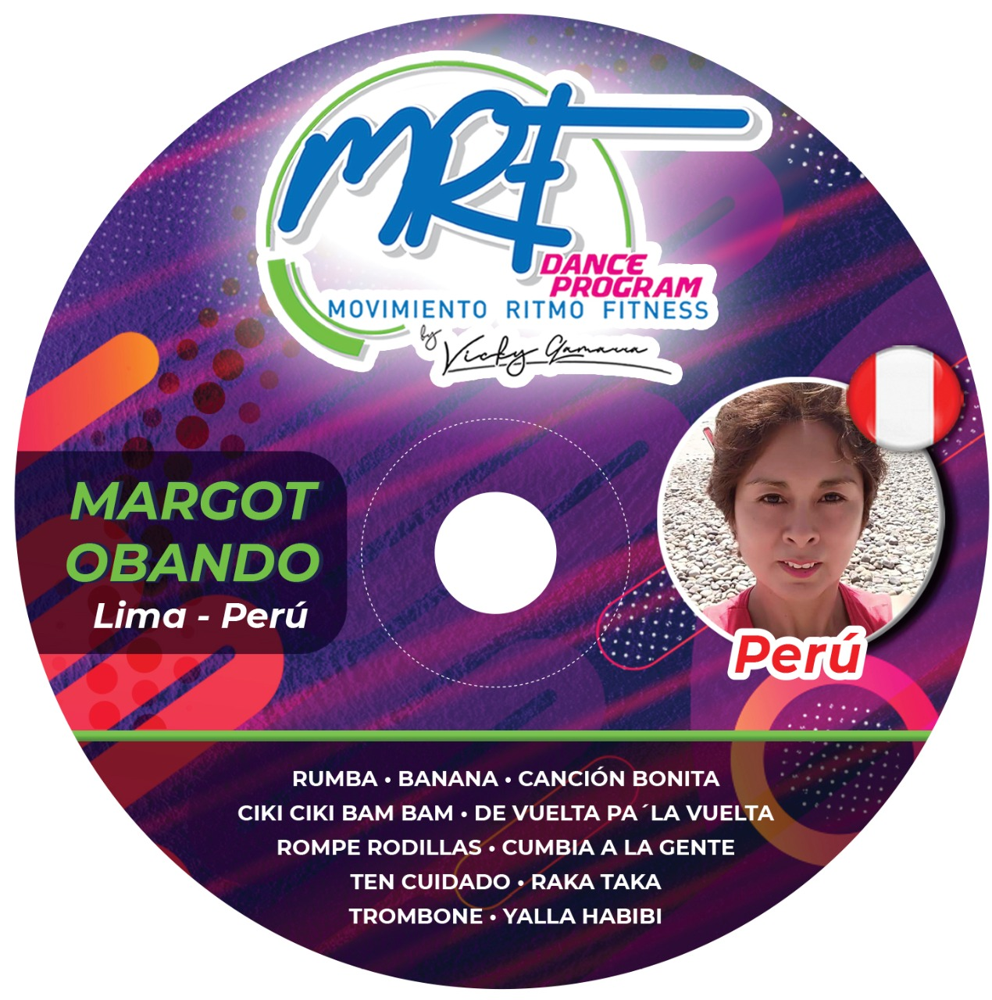 MRF
DANCE
PROGRAM
MOVIMIENTO RITMO FITNESS
by
Vicky Gamarra
MARGOT
OBANDO
Lima - Perú
Perú
RUMBA • BANANA • CANCIÓN BONITA
CIKI CIKI BAM BAM • DE VUELTA PA´LA VUELTA
ROMPE RODILLAS • CUMBIA A LA GENTE
TEN CUIDADO • RAKA TAKA
TROMBONE • YALLA HABIBI